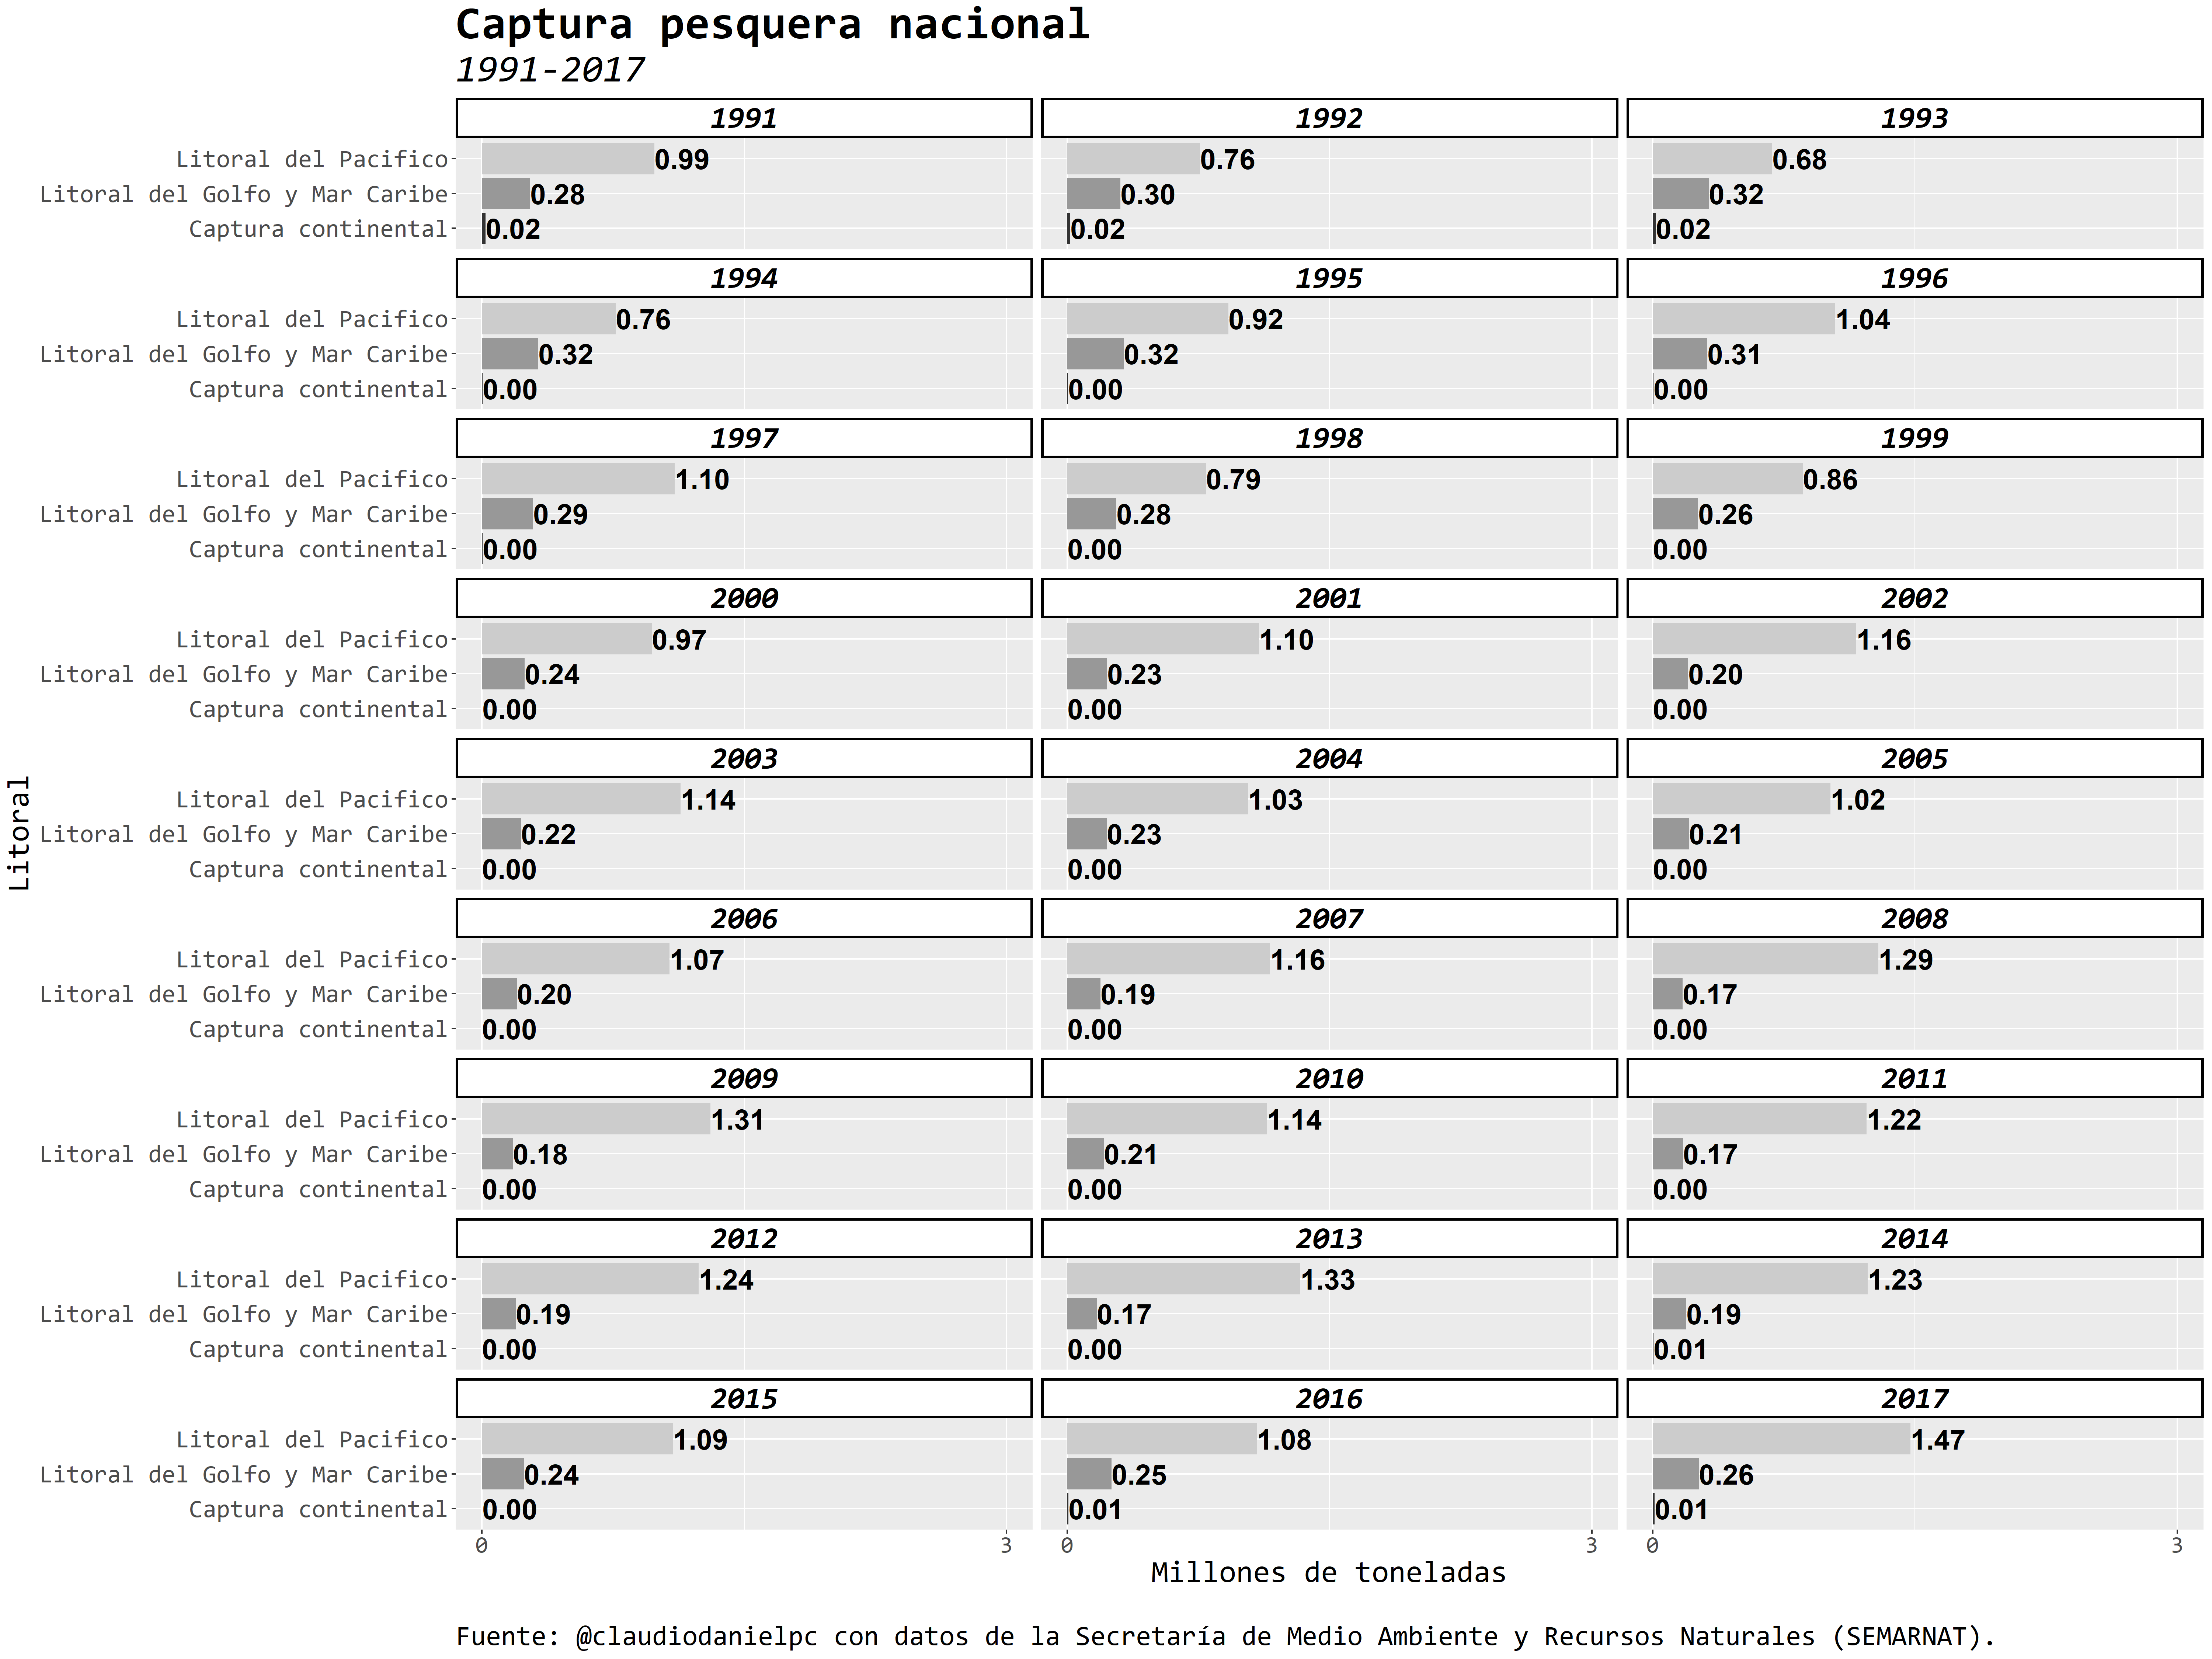 Captura pesquera nacional
1991-2017
1991 1992 1993
Litoral del Pacifico 0.99 0.76 0.68
Litoral del Golfo y Mar Caribe 0.28 0.30 0.32
Captura continental 0.02 0.02 0.02
1994 1995 1996
Litoral del Pacifico 0.76 0.92 1.04
Litoral del Golfo y Mar Caribe 0.32 0.32 0.31
Captura continental 0.00 0.00 0.00
1997 1998 1999
Litoral del Pacifico 1.10 0.79 0.86
Litoral del Golfo y Mar Caribe 0.29 0.28 0.26
Captura continental 0.00 0.00 0.00
2000 2001 2002
Litoral del Pacifico 0.97 1.10 1.16
Litoral del Golfo y Mar Caribe 0.24 0.23 0.20
Captura continental 0.00 0.00 0.00
2003 2004 2005
Litoral del Pacifico 1.14 1.03 1.02
Litoral del Golfo y Mar Caribe 0.22 0.23 0.21
Captura continental 0.00 0.00 0.00
2006 2007 2008
Litoral del Pacifico 1.07 1.16 1.29
Litoral del Golfo y Mar Caribe 0.20 0.19 0.17
Captura continental 0.00 0.00 0.00
2009 2010 2011
Litoral del Pacifico 1.31 1.14 1.22
Litoral del Golfo y Mar Caribe 0.18 0.21 0.17
Captura continental 0.00 0.00 0.00
2012 2013 2014
Litoral del Pacifico 1.24 1.33 1.23
Litoral del Golfo y Mar Caribe 0.19 0.17 0.19
Captura continental 0.00 0.00 0.01
2015 2016 2017
Litoral del Pacifico 1.09 1.08 1.47
Litoral del Golfo y Mar Caribe 0.24 0.25 0.26
Captura continental 0.00 0.01 0.01
0 3 0 3 0 3
Litoral
Millones de toneladas
Fuente: @claudiodanielpc con datos de la Secretaría de Medio Ambiente y Recursos Naturales (SEMARNAT).